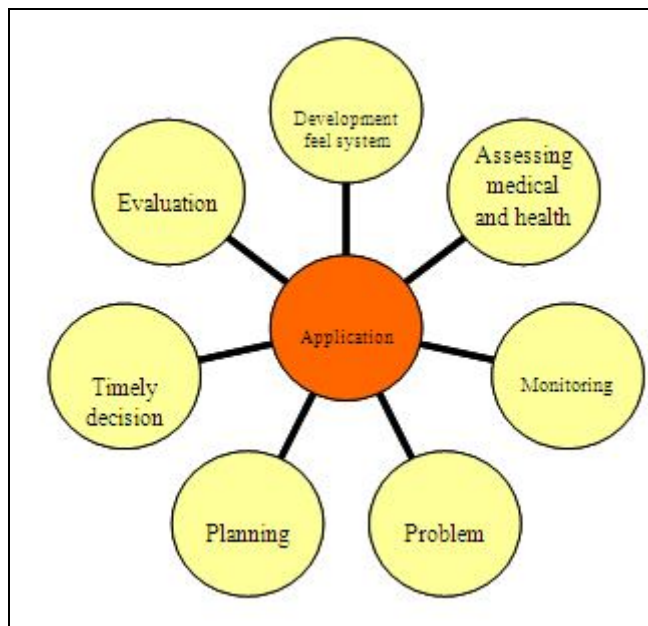 Development
feel system
Assessing
medical
and health
Evaluation
Application
Timely
decision
Monitoring
Planning
Problem